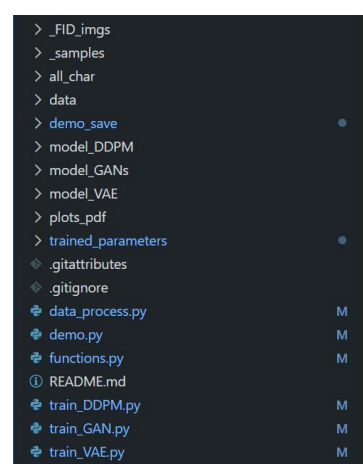 _FID_imgs
_samples
all_char
data
demo_save
model_DDPM
model_GANs
model_VAE
plots_pdf
trained_parameters
.gitattributes
.gitignore
data_process.py M
demo.py M
functions.py M
README.md
train_DDPM.py M
train_GAN.py M
train_VAE.py M